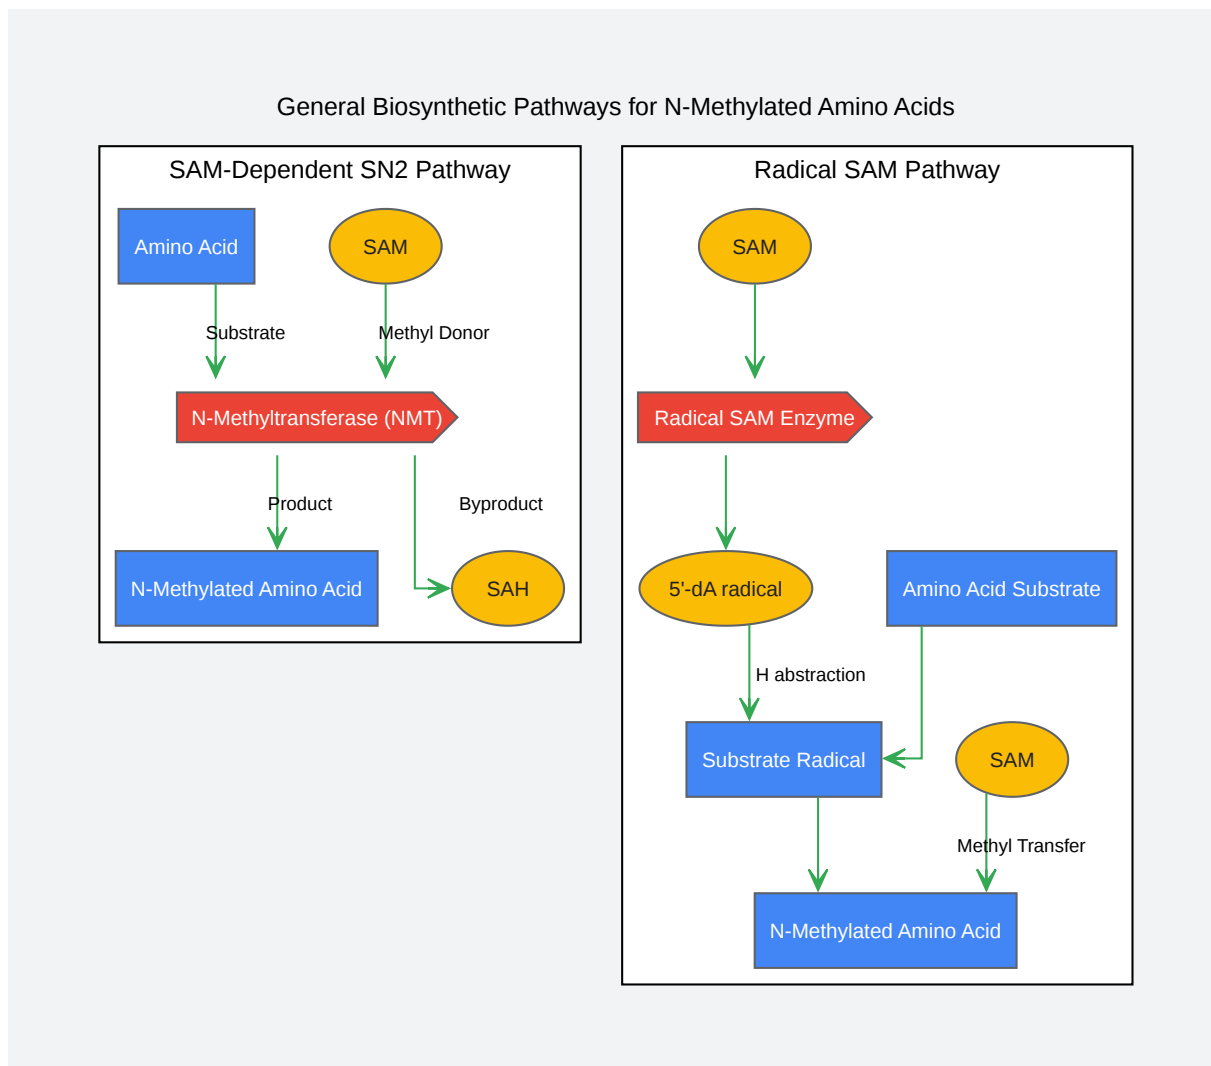 General Biosynthetic Pathways for N-Methylated Amino Acids
SAM-Dependent SN2 Pathway
Amino Acid
SAM
Substrate
Methyl Donor
N-Methyltransferase (NMT)
Product
Byproduct
N-Methylated Amino Acid
SAH
Radical SAM Pathway
SAM
Radical SAM Enzyme
5'-dA radical
Amino Acid Substrate
H abstraction
Substrate Radical
SAM
Methyl Transfer
N-Methylated Amino Acid